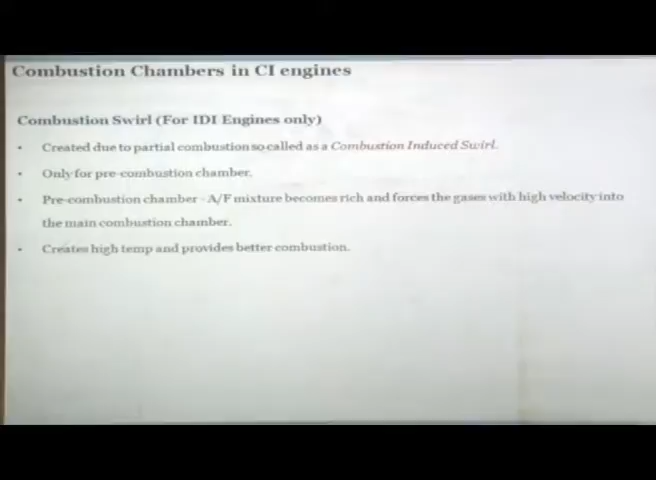 Combustion Chambers in CI engines
Combustion Swirl (For IDI Engines only)
• Created due to partial combustion so called as a Combustion Induced Swirl.
• Only for pre-combustion chamber.
• Pre-combustion chamber - A/F mixture becomes rich and forces the gases with high velocity into
the main combustion chamber.
• Creates high temp and provides better combustion.